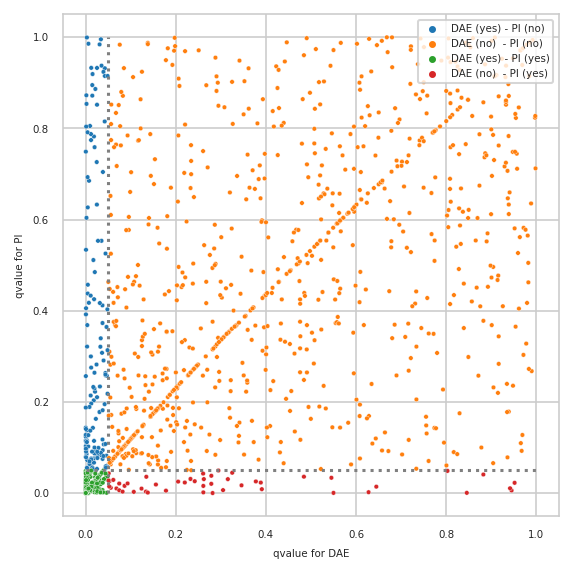 DAE (yes) - PI (no)
DAE (no) - PI (no)
DAE (yes) - PI (yes)
DAE (no) - PI (yes)
1.0
0.8
0.6
0.4
0.2
0.0
qvalue for PI
0.0 0.2 0.4 0.6 0.8 1.0
qvalue for DAE